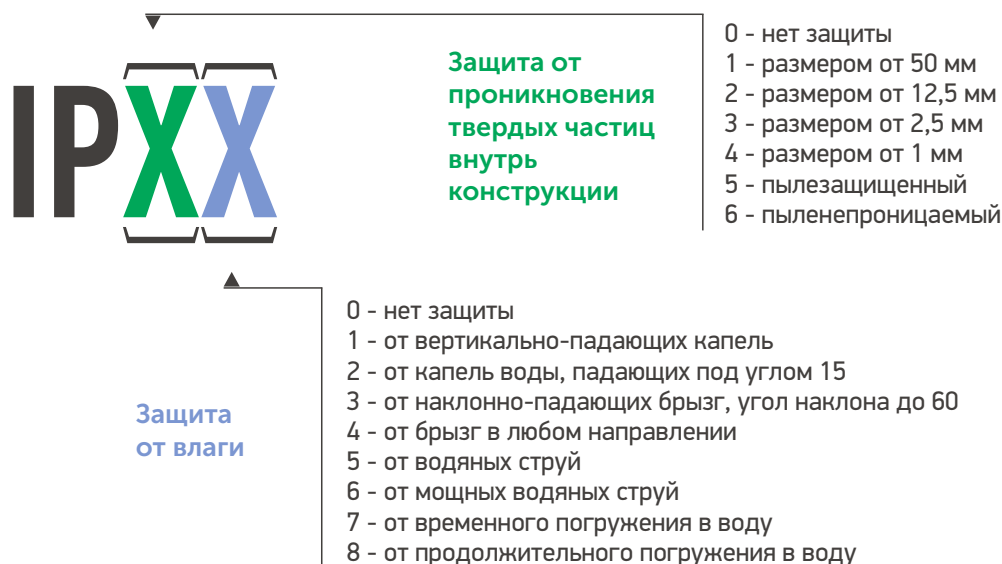 IPXX
Защита от
проникновения
твердых частиц
внутрь
конструкции
0 - нет защиты
1 - размером от 50 мм
2 - размером от 12,5 мм
3 - размером от 2,5 мм
4 - размером от 1 мм
5 - пылезащищенный
6 - пыленепроницаемый
Защита
от влаги
0 - нет защиты
1 - от вертикально-падающих капель
2 - от капель воды, падающих под углом 15
3 - от наклонно-падающих брызг, угол наклона до 60
4 - от брызг в любом направлении
5 - от водяных струй
6 - от мощных водяных струй
7 - от временного погружения в воду
8 - от продолжительного погружения в воду